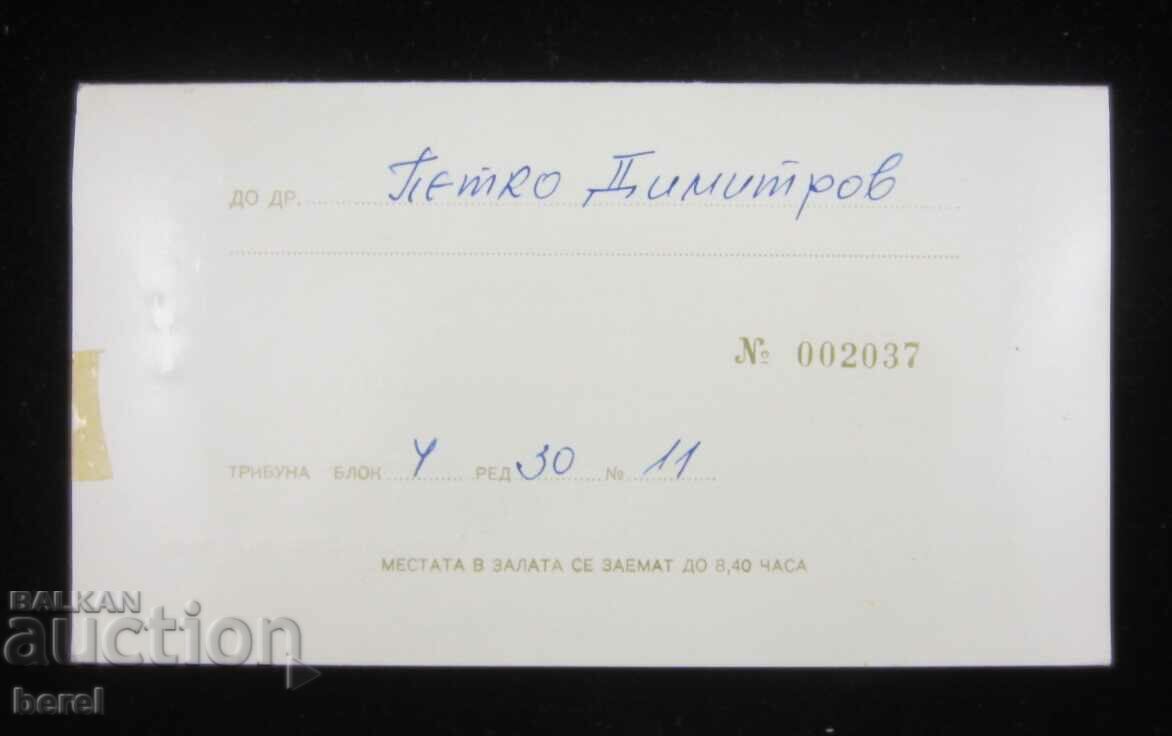 ДО ДР. Петко Димитров
№ 002037
ТРИБУНА БЛОК У РЕД 30 № 11
МЕСТАТА В ЗАЛАТА СЕ ЗАЕМАТ ДО 8,40 ЧАСА
BALKAN
auction
berel